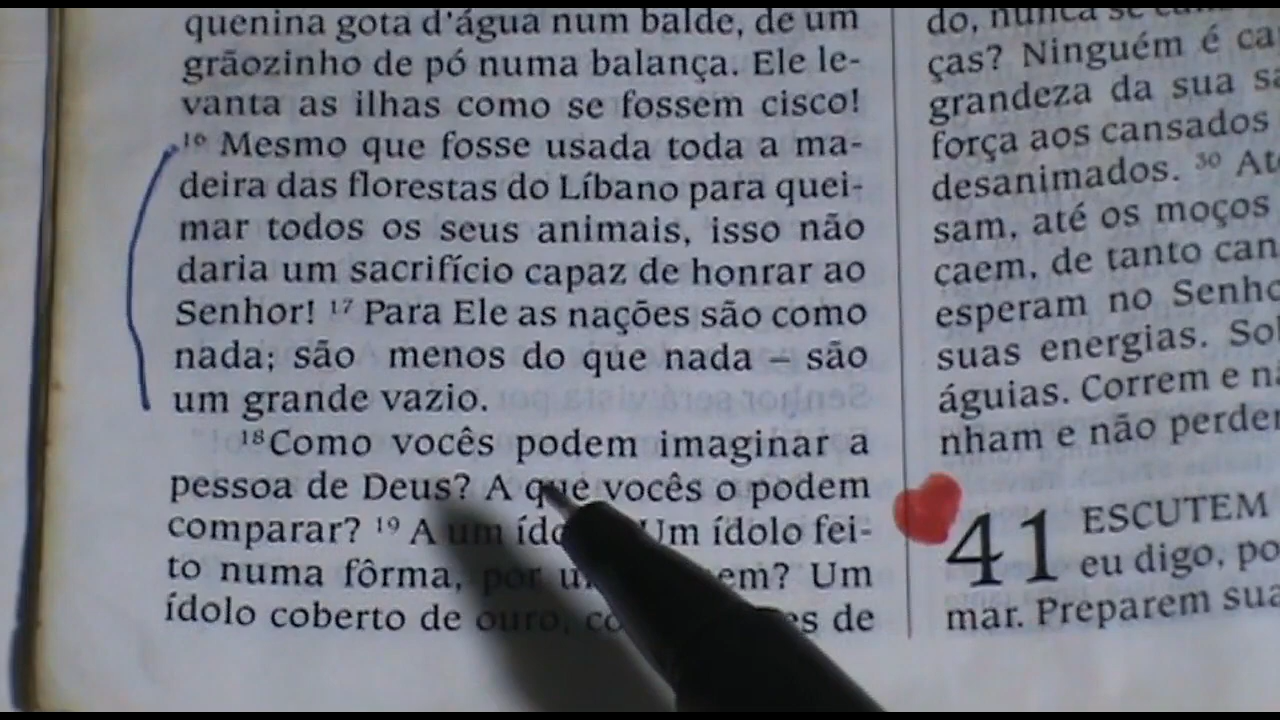 quenina gota d'água num balde, de um
grãozinho de pó numa balança. Ele le-
vanta as ilhas como se fossem cisco!
16 Mesmo que fosse usada toda a ma-
deira das florestas do Líbano para quei-
mar todos os seus animais, isso não
daria um sacrifício capaz de honrar ao
Senhor! 17 Para Ele as nações são como
nada; são menos do que nada – são
um grande vazio.
18 Como vocês podem imaginar a
pessoa de Deus? A que vocês o podem
comparar? 19 A um Um ídolo fei-
to numa fôrma, por Um
ídolo coberto de ouro, de
do, nunca se
ças? Ninguém é
grandeza da sua
força aos cansados
desanimados. 30
sam, até os moços
caem, de tanto
esperam no
suas energias.
águias. Correm e
nham e não
41 ESCUTEM
eu digo,
mar. Preparem